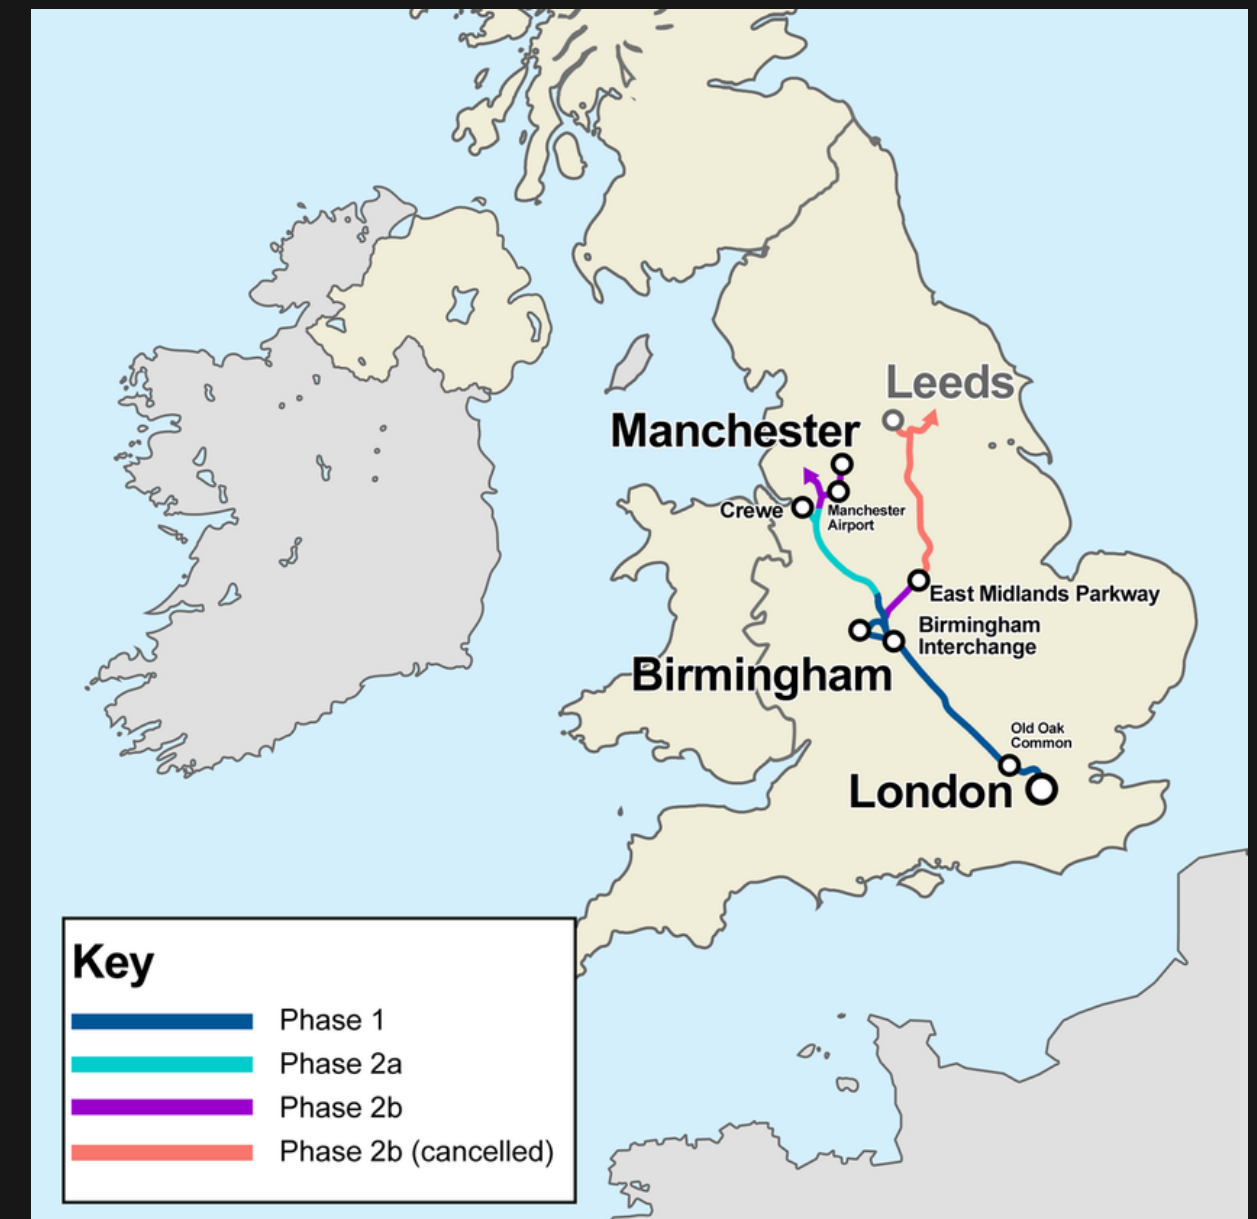 Leeds
Manchester
Crewe
Manchester
Airport
East Midlands Parkway
Birmingham
Interchange
Birmingham
Old Oak
Common
London
Key
Phase 1
Phase 2a
Phase 2b
Phase 2b (cancelled)